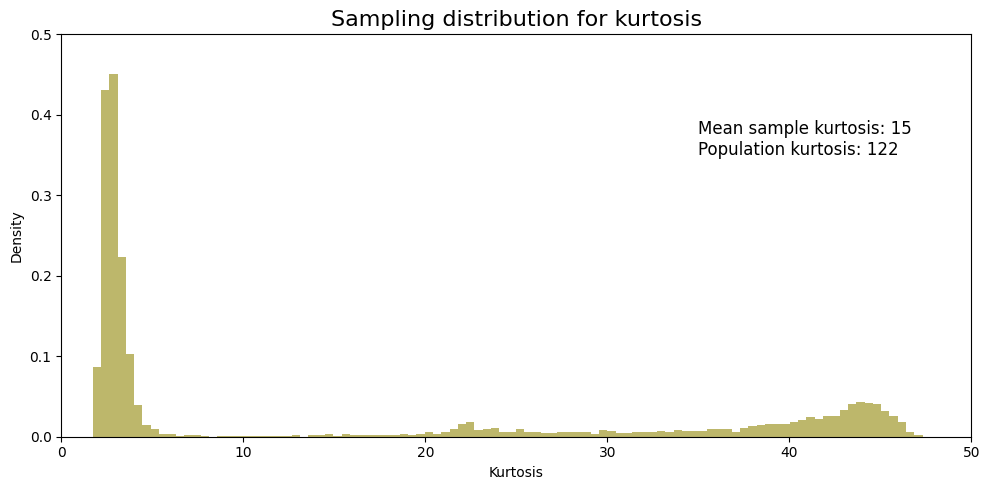 Sampling distribution for kurtosis
0.5
0.4
0.3
0.2
0.1
0.0
Density
Mean sample kurtosis: 15
Population kurtosis: 122
0 10 20 30 40 50
Kurtosis